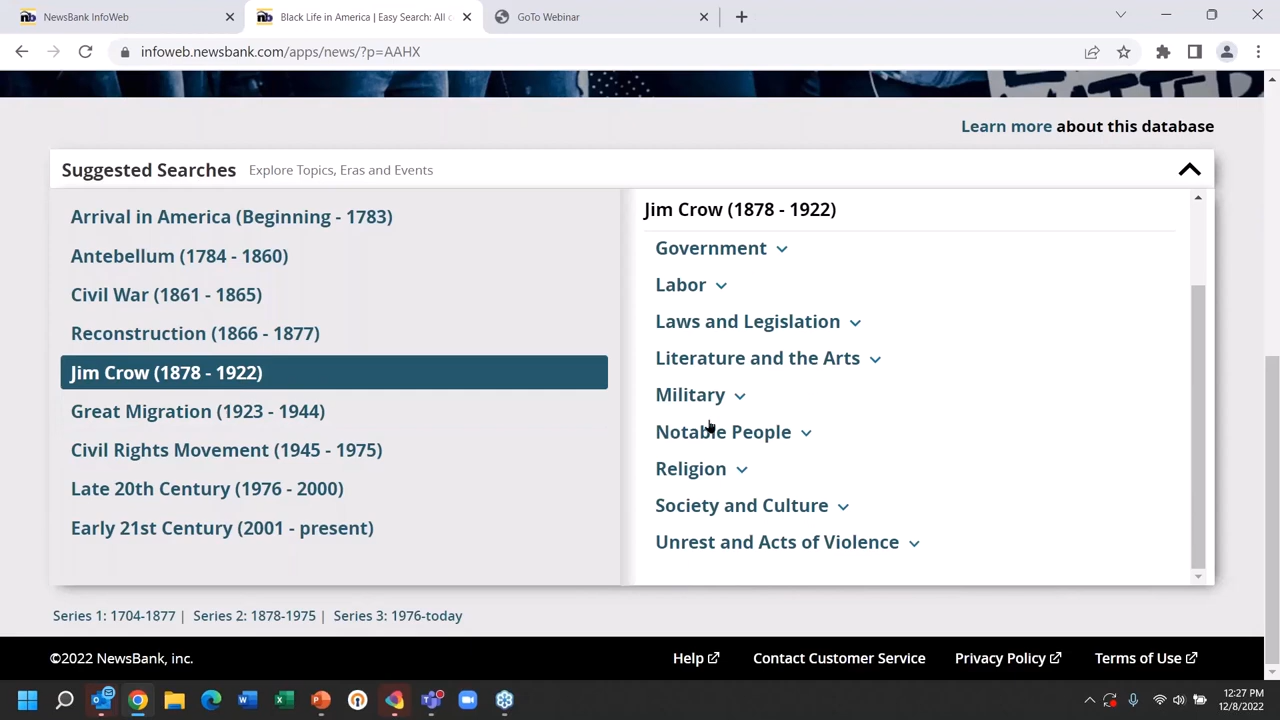 NewsBank InfoWeb
Black Life in America | Easy Search: All
GoTo Webinar
infoweb.newsbank.com/apps/news/?p=AAHX
Learn more about this database
Suggested Searches Explore Topics, Eras and Events
Arrival in America (Beginning - 1783)
Antebellum (1784 - 1860)
Civil War (1861 - 1865)
Reconstruction (1866 - 1877)
Jim Crow (1878 - 1922)
Great Migration (1923 - 1944)
Civil Rights Movement (1945 - 1975)
Late 20th Century (1976 - 2000)
Early 21st Century (2001 - present)
Jim Crow (1878 - 1922)
Government
Labor
Laws and Legislation
Literature and the Arts
Military
Notable People
Religion
Society and Culture
Unrest and Acts of Violence
Series 1: 1704-1877 | Series 2: 1878-1975 | Series 3: 1976-today
©2022 NewsBank, inc.
Help Contact Customer Service Privacy Policy Terms of Use
12:27 PM
12/8/2022